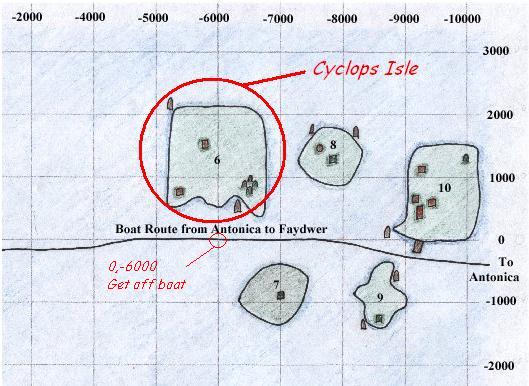 -2000 -4000 -5000 -6000 -7000 -8000 -9000 -10000
3000
Cyclops Isle
2000
8
6
10
1000
Boat Route from Antonica to Faydwer
0
To
Antonica
0,-6000
Get off boat
7
9
-1000
-2000